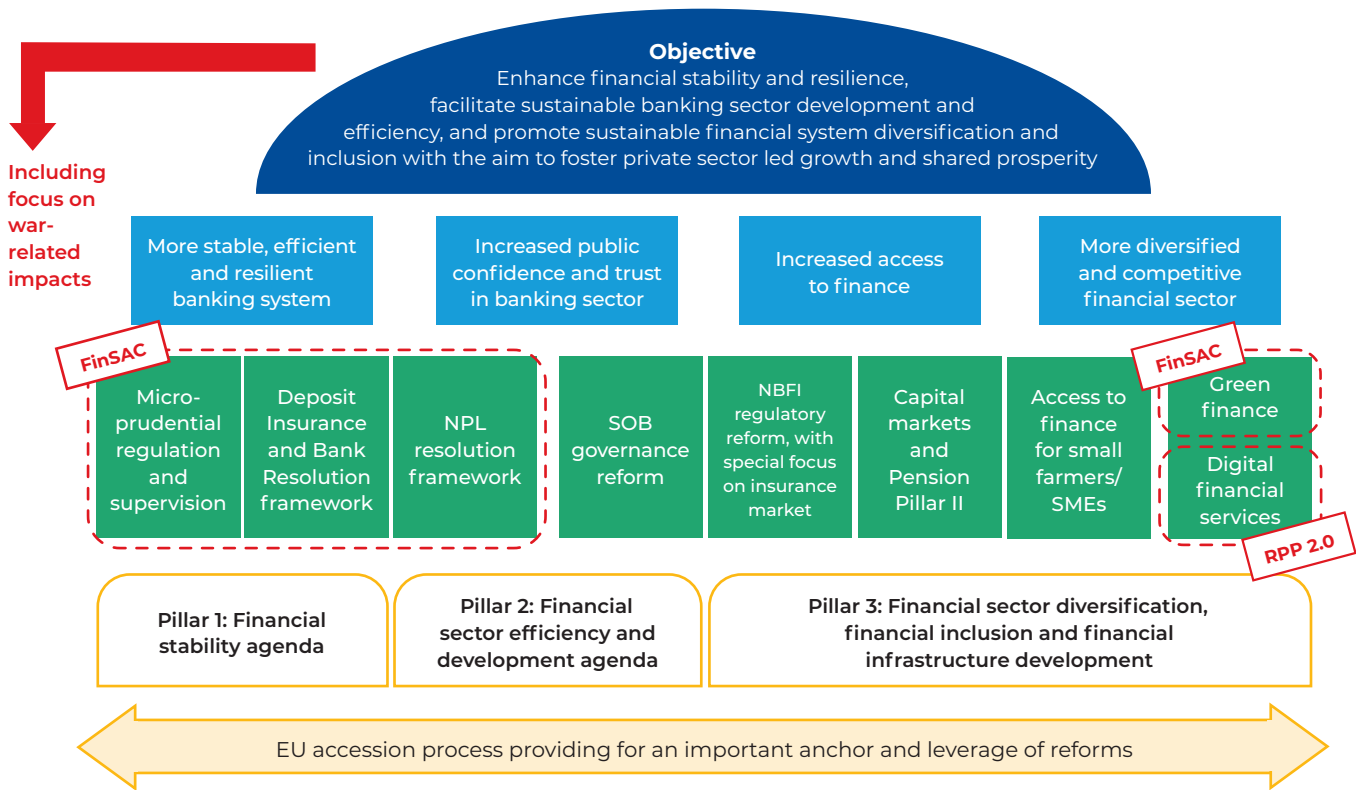 Objective
Enhance financial stability and resilience,
facilitate sustainable banking sector development and
efficiency, and promote sustainable financial system diversification and
inclusion with the aim to foster private sector led growth and shared prosperity
Including
focus on
war-
related
impacts
More stable, efficient
and resilient
banking system
Increased public
confidence and trust
in banking sector
Increased access
to finance
More diversified
and competitive
financial sector
FinSAC
Micro-
prudential
regulation
and
supervision
Deposit
Insurance
and Bank
Resolution
framework
NPL
resolution
framework
SOB
governance
reform
NBFI
regulatory
reform, with
special focus
on insurance
market
Capital
markets
and
Pension
Pillar II
Access to
finance
for small
farmers/
SMEs
FinSAC
Green
finance
Digital
financial
services
RPP 2.0
Pillar 1: Financial
stability agenda
Pillar 2: Financial
sector efficiency and
development agenda
Pillar 3: Financial sector diversification,
financial inclusion and financial
infrastructure development
EU accession process providing for an important anchor and leverage of reforms